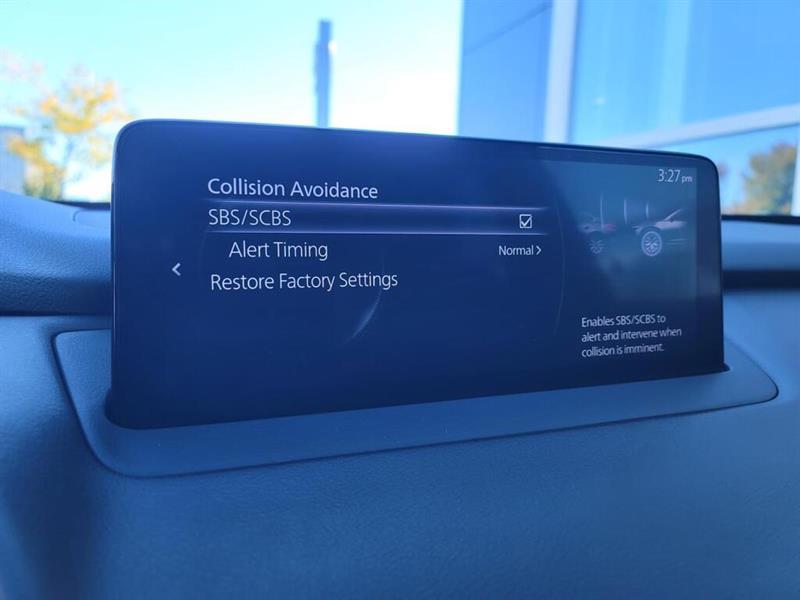 3:27 pm
Collision Avoidance
SBS/SCBS
Alert Timing
Normal
Restore Factory Settings
Enables SBS/SCBS to
alert and intervene when
collision is imminent.